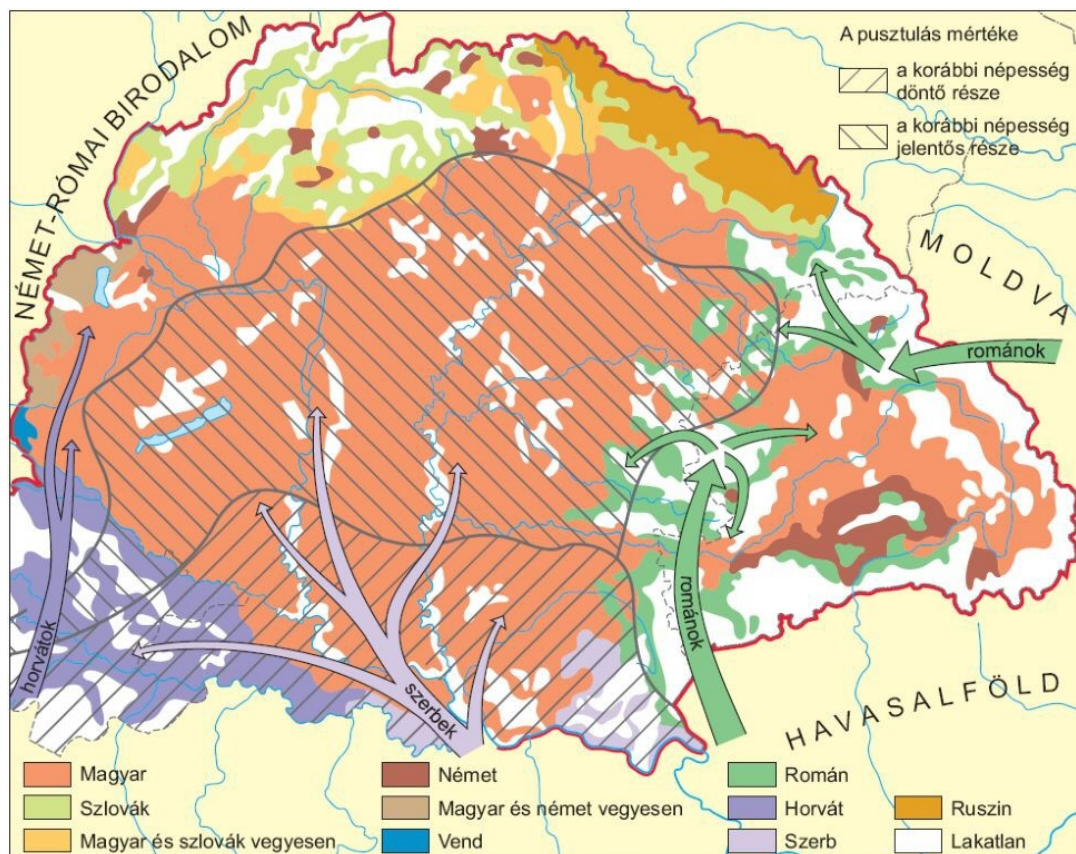 A pusztulás mértéke
a korábbi népesség
döntő része
a korábbi népesség
jelentős része
NÉMET-RÓMAI BIRODALOM
MOLDVA
románok
románok
horvátok
szerbek
HAVASALFÖLD
Magyar
Szlovák
Magyar és szlovák vegyesen
Német
Magyar és német vegyesen
Vend
Román
Horvát
Szerb
Ruszin
Lakatlan